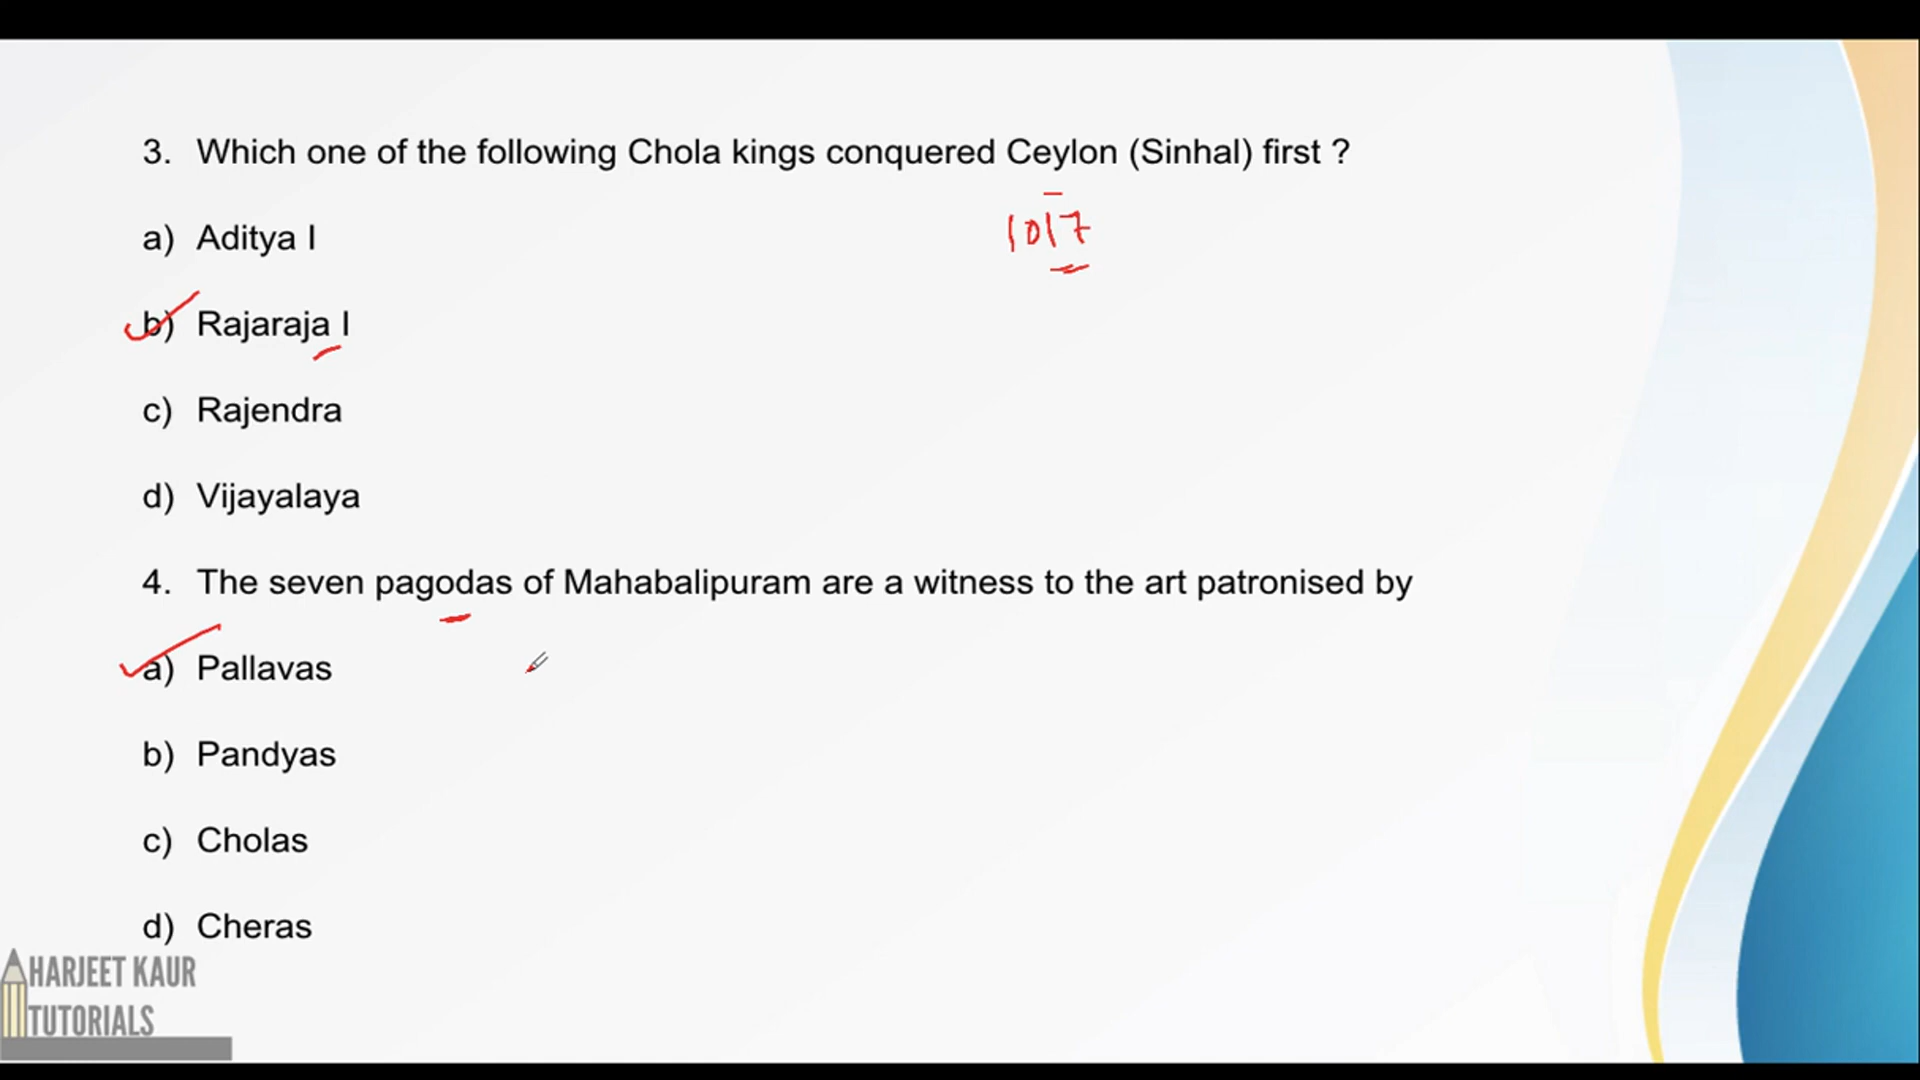 3. Which one of the following Chola kings conquered Ceylon (Sinhal) first ?
1017
a) Aditya I
b) Rajaraja I
c) Rajendra
d) Vijayalaya
4. The seven pagodas of Mahabalipuram are a witness to the art patronised by
a) Pallavas
b) Pandyas
c) Cholas
d) Cheras
HARJEET KAUR
TUTORIALS